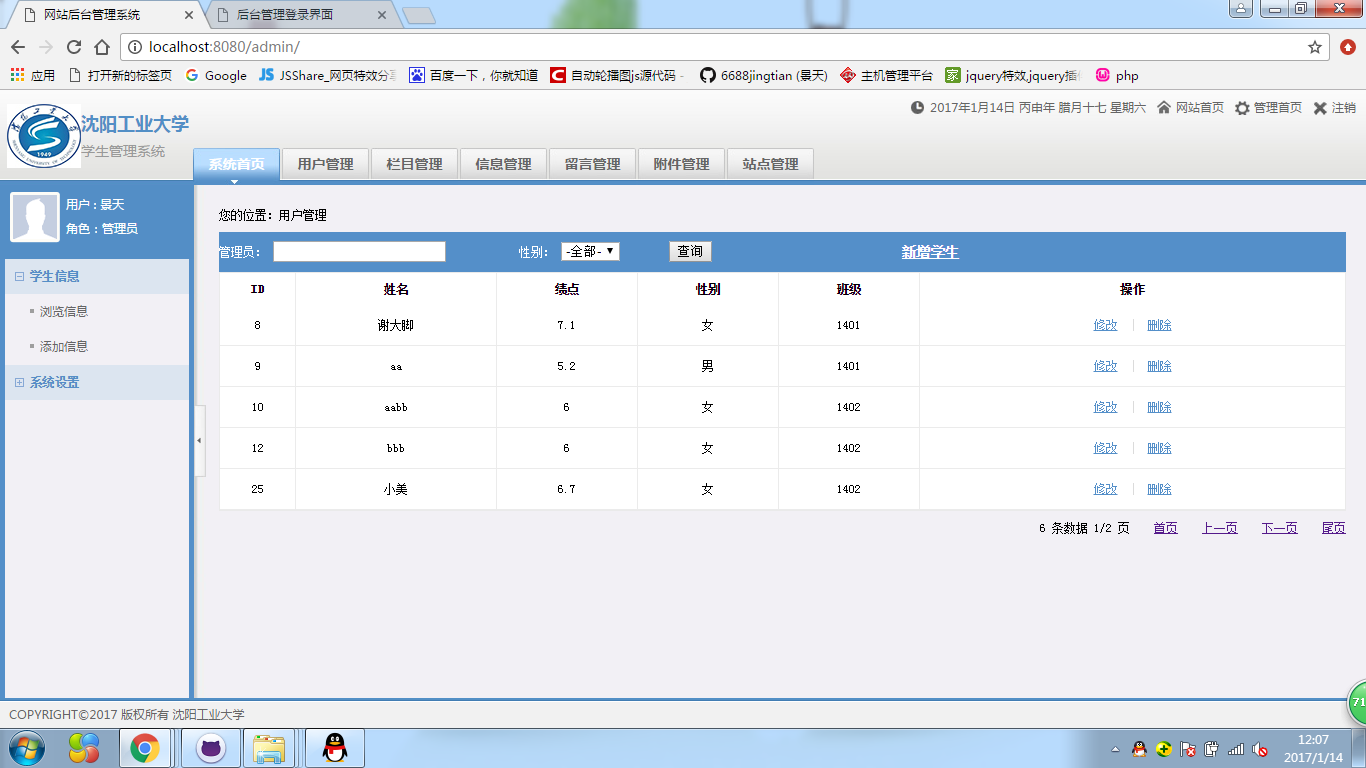 网站后台管理系统
后台管理登录界面
localhost:8080/admin/
应用 打开新的标签页 Google JSShare_网页特效分享 百度一下，你就知道 自动轮播图js源代码 - 6688jingtian (景天) 主机管理平台 jquery特效,jquery插 php
沈阳工业大学
学生管理系统
2017年1月14日 丙申年 腊月十七 星期六 网站首页 管理首页 注销
系统首页 用户管理 栏目管理 信息管理 留言管理 附件管理 站点管理
用户：景天
角色：管理员
学生信息
浏览信息
添加信息
系统设置
您的位置：用户管理
管理员： 性别： -全部- 查询 新增学生
ID 姓名 绩点 性别 班级 操作
8 谢大脚 7.1 女 1401 修改 | 删除
9 aa 5.2 男 1401 修改 | 删除
10 aabb 6 女 1402 修改 | 删除
12 bbb 6 女 1402 修改 | 删除
25 小美 6.7 女 1402 修改 | 删除
6 条数据 1/2 页 首页 上一页 下一页 尾页
COPYRIGHT©2017 版权所有 沈阳工业大学
71
12:07
2017/1/14